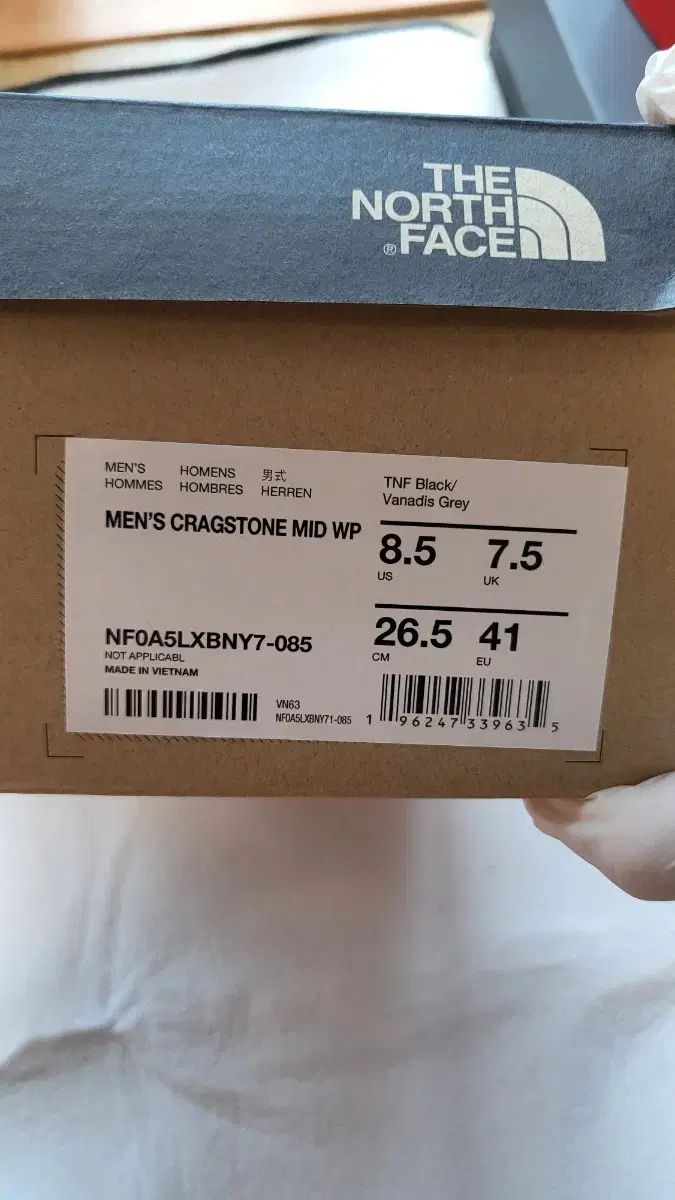 THE
NORTH
® FACE
MEN'S HOMENS 男式
HOMMES HOMBRES HERREN
TNF Black/
Vanadis Grey
MEN'S CRAGSTONE MID WP
8.5 7.5
US UK
26.5 41
CM EU
NF0A5LXBNY7-085
NOT APPLICABL
MADE IN VIETNAM
VN63
NF0A5LXBNY71-085
1 96247 33963 5